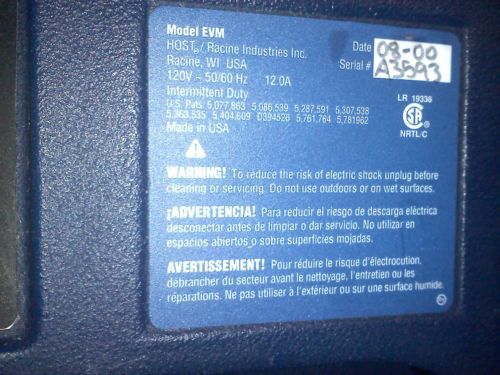 Model EVM
HOST® / Racine Industries Inc.
Racine, WI USA
120V ~ 50/60 Hz 12.0A
Intermittent Duty
U.S. Pats. 5,077,863 5,086,539 5,287,591 5,307,538
5,363,535 5,404,609 D394526 5,761,764 5,781962
Made in USA
Date 08-00
Serial # A3593
LR 19338
NRTL/C
WARNING! To reduce the risk of electric shock unplug before
cleaning or servicing. Do not use outdoors or on wet surfaces.
¡ADVERTENCIA! Para reducir el riesgo de descarga eléctrica
desconectar antes de limpiar o dar servicio. No utilizar en
espacios abiertos o sobre superficies mojadas.
AVERTISSEMENT! Pour réduire le risque d'électrocution,
débrancher du secteur avant le nettoyage, l'entretien ou les
réparations. Ne pas utiliser à l'extérieur ou sur une surface humide.